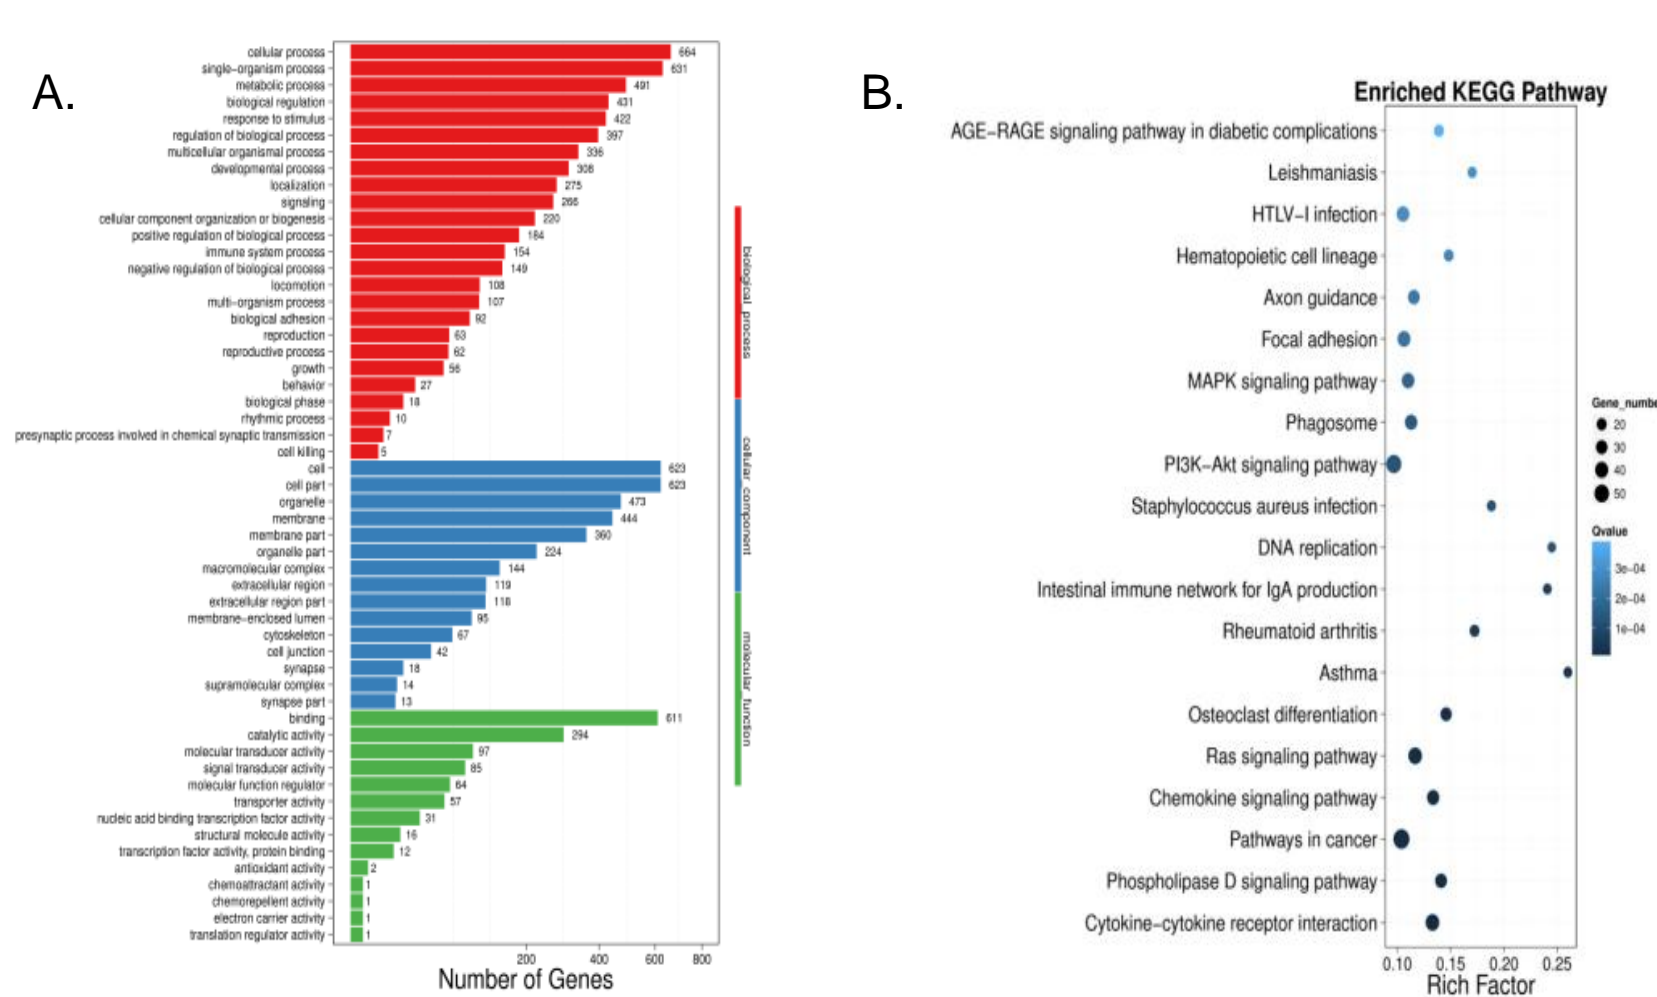 A.
cellular process 664
single-organism process 631
metabolic process 491
biological regulation 431
response to stimulus 422
regulation of biological process 397
multicellular organismal process 336
developmental process 308
localization 275
signaling 266
cellular component organization or biogenesis 220
positive regulation of biological process 184
immune system process 154
negative regulation of biological process 149
locomotion 108
multi-organism process 107
biological adhesion 92
reproduction 63
reproductive process 62
growth 56
behavior 27
biological phase 18
rhythmic process 10
presynaptic process involved in chemical synaptic transmission 7
cell killing 5
cell 623
cell part 623
organelle 473
membrane 444
membrane part 360
organelle part 224
macromolecular complex 144
extracellular region 119
extracellular region part 118
membrane-enclosed lumen 95
cytoskeleton 67
cell junction 42
synapse 18
supramolecular complex 14
synapse part 13
binding 611
catalytic activity 294
molecular transducer activity 97
signal transducer activity 85
molecular function regulator 64
transporter activity 57
nucleic acid binding transcription factor activity 31
structural molecule activity 16
transcription factor activity, protein binding 12
antioxidant activity 2
chemoattractant activity 1
chemorepellent activity 1
electron carrier activity 1
translation regulator activity 1
200 400 600 800
Number of Genes
biological_process
cellular_component
molecular_function
B.
Enriched KEGG Pathway
AGE-RAGE signaling pathway in diabetic complications
Leishmaniasis
HTLV-I infection
Hematopoietic cell lineage
Axon guidance
Focal adhesion
MAPK signaling pathway
Phagosome
PI3K-Akt signaling pathway
Staphylococcus aureus infection
DNA replication
Intestinal immune network for IgA production
Rheumatoid arthritis
Asthma
Osteoclast differentiation
Ras signaling pathway
Chemokine signaling pathway
Pathways in cancer
Phospholipase D signaling pathway
Cytokine-cytokine receptor interaction
0.10 0.15 0.20 0.25
Rich Factor
Gene_numbe
20
30
40
50
Qvalue
3e-04
2e-04
1e-04